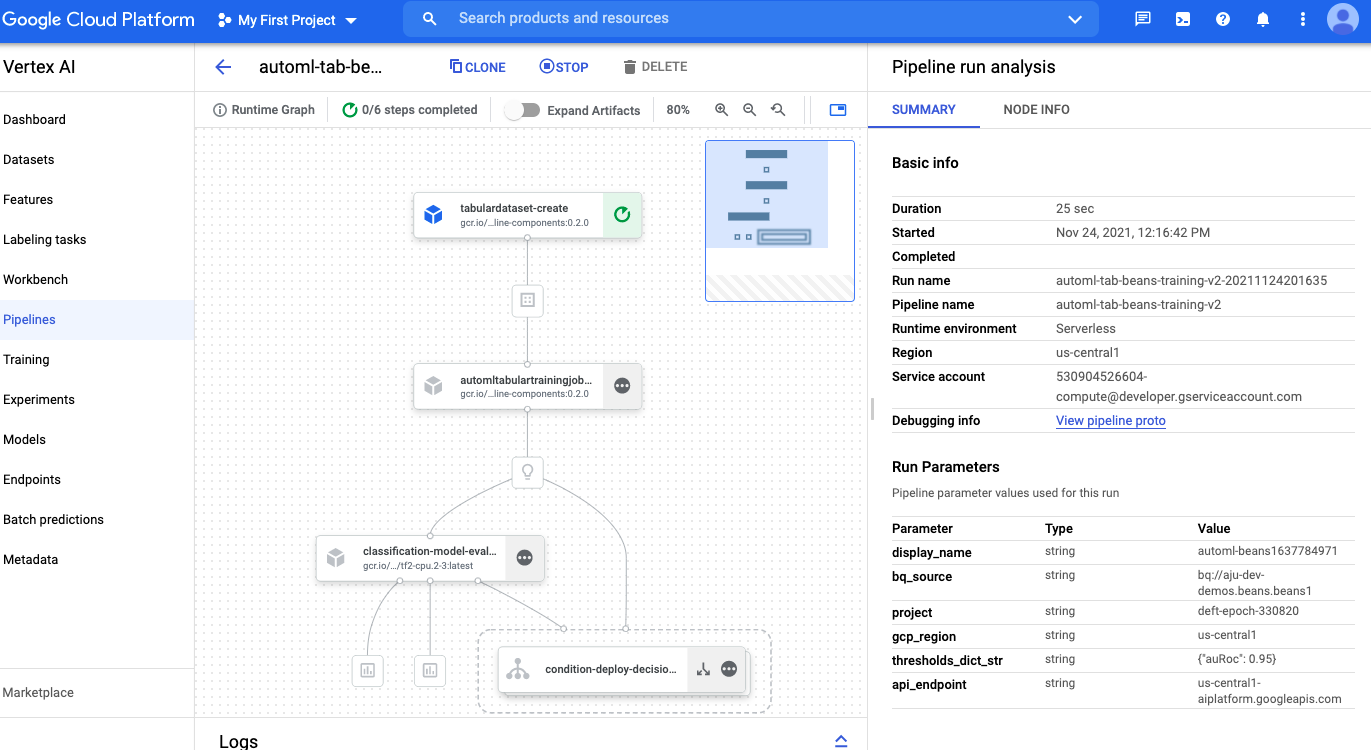 Google Cloud Platform
My First Project
Search products and resources
Vertex AI
Dashboard
Datasets
Features
Labeling tasks
Workbench
Pipelines
Training
Experiments
Models
Endpoints
Batch predictions
Metadata
Marketplace
automl-tab-be...
CLONE
STOP
DELETE
Runtime Graph
0/6 steps completed
Expand Artifacts
80%
tabulardataset-create
gcr.io/...line-components:0.2.0
automltabulartrainingjob...
gcr.io/...line-components:0.2.0
classification-model-eval...
gcr.io/.../tf2-cpu.2-3:latest
condition-deploy-decisio...
Logs
Pipeline run analysis
SUMMARY
NODE INFO
Basic info
Duration 25 sec
Started Nov 24, 2021, 12:16:42 PM
Completed
Run name automl-tab-beans-training-v2-20211124201635
Pipeline name automl-tab-beans-training-v2
Runtime environment Serverless
Region us-central1
Service account 530904526604-
compute@developer.gserviceaccount.com
Debugging info View pipeline proto
Run Parameters
Pipeline parameter values used for this run
Parameter Type Value
display_name string automl-beans1637784971
bq_source string bq://aju-dev-
demos.beans.beans1
project string deft-epoch-330820
gcp_region string us-central1
thresholds_dict_str string {"auRoc": 0.95}
api_endpoint string us-central1-
aiplatform.googleapis.com